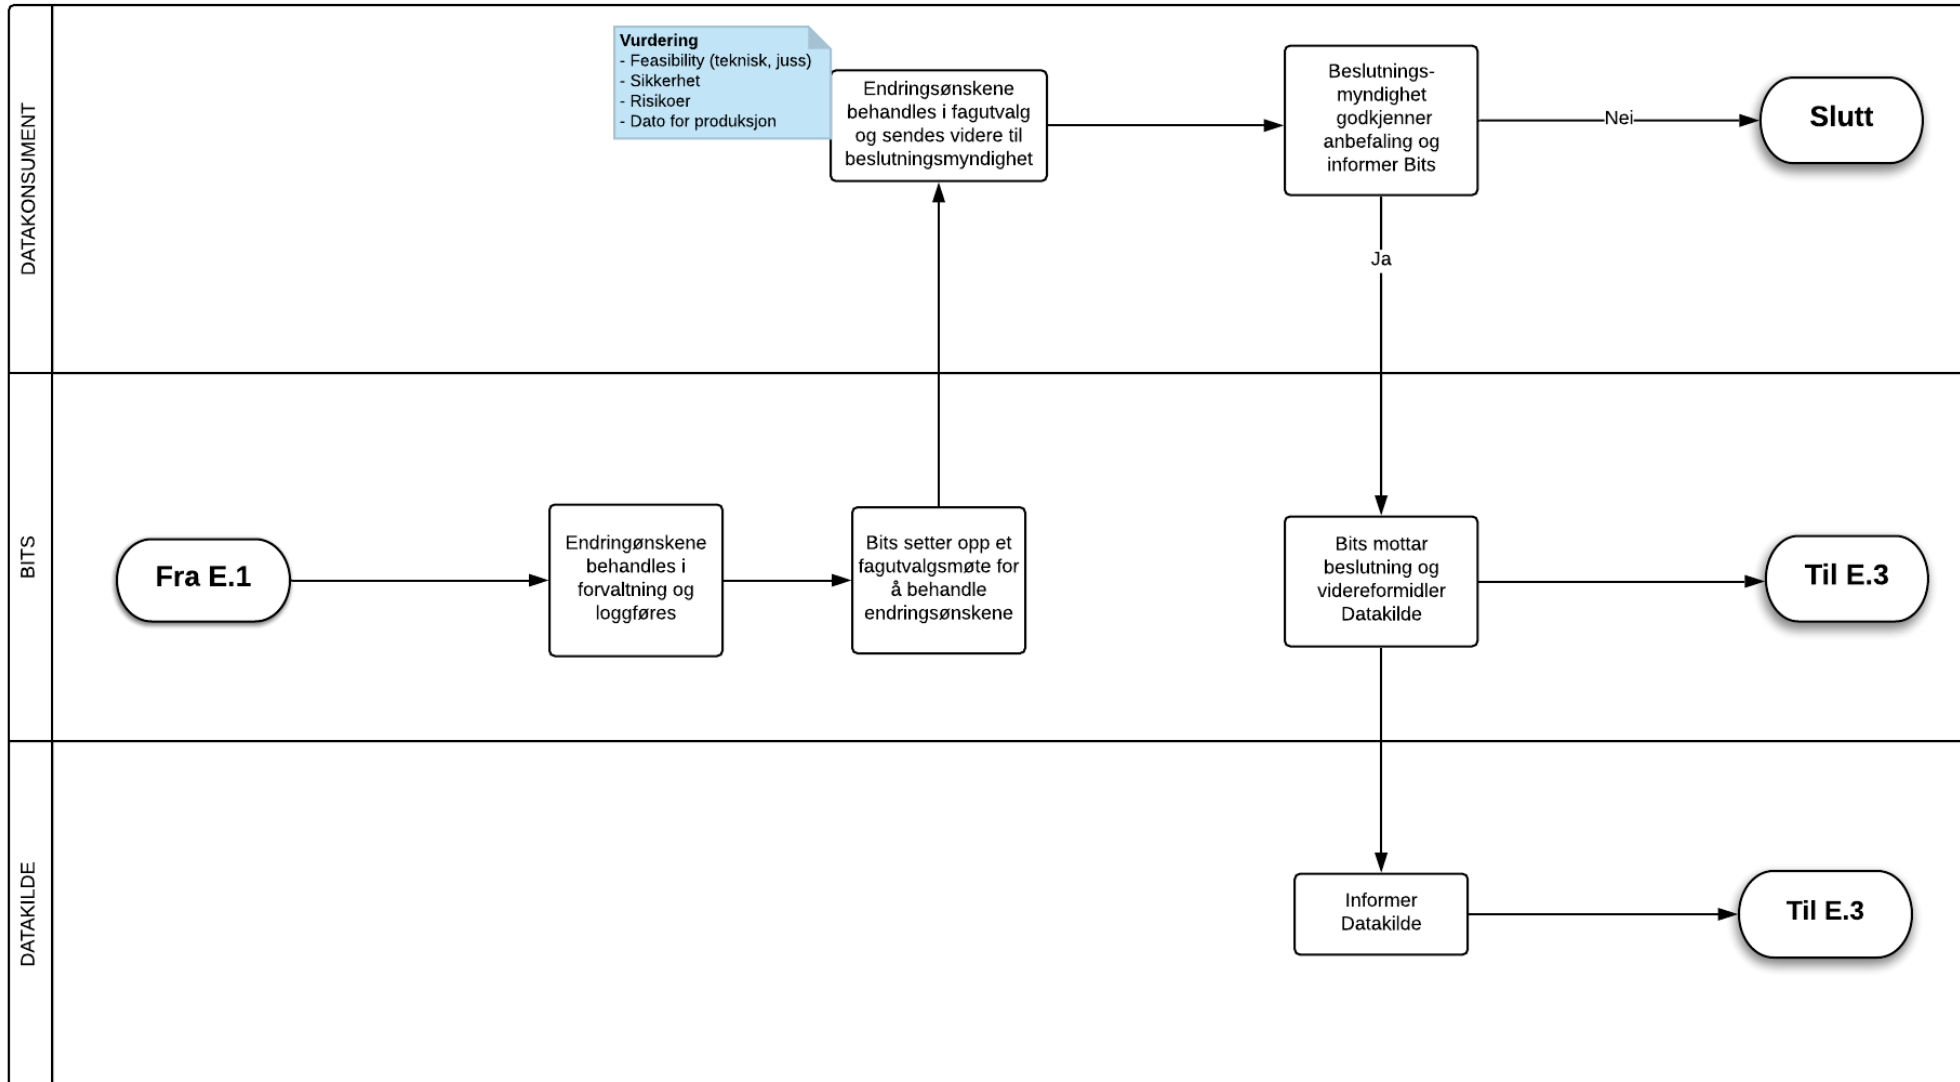 DATAKONSUMENT
Vurdering
- Feasibility (teknisk, juss)
- Sikkerhet
- Risikoer
- Dato for produksjon
Endringsønskene
behandles i fagutvalg
og sendes videre til
beslutningsmyndighet
Beslutnings-
myndighet
godkjenner
anbefaling og
informer Bits
Nei
Slutt
Ja
BITS
Fra E.1
Endringønskene
behandles i
forvaltning og
loggføres
Bits setter opp et
fagutvalgsmøte for
å behandle
endringsønskene
Bits mottar
beslutning og
videreformidler
Datakilde
Til E.3
DATAKILDE
Informer
Datakilde
Til E.3